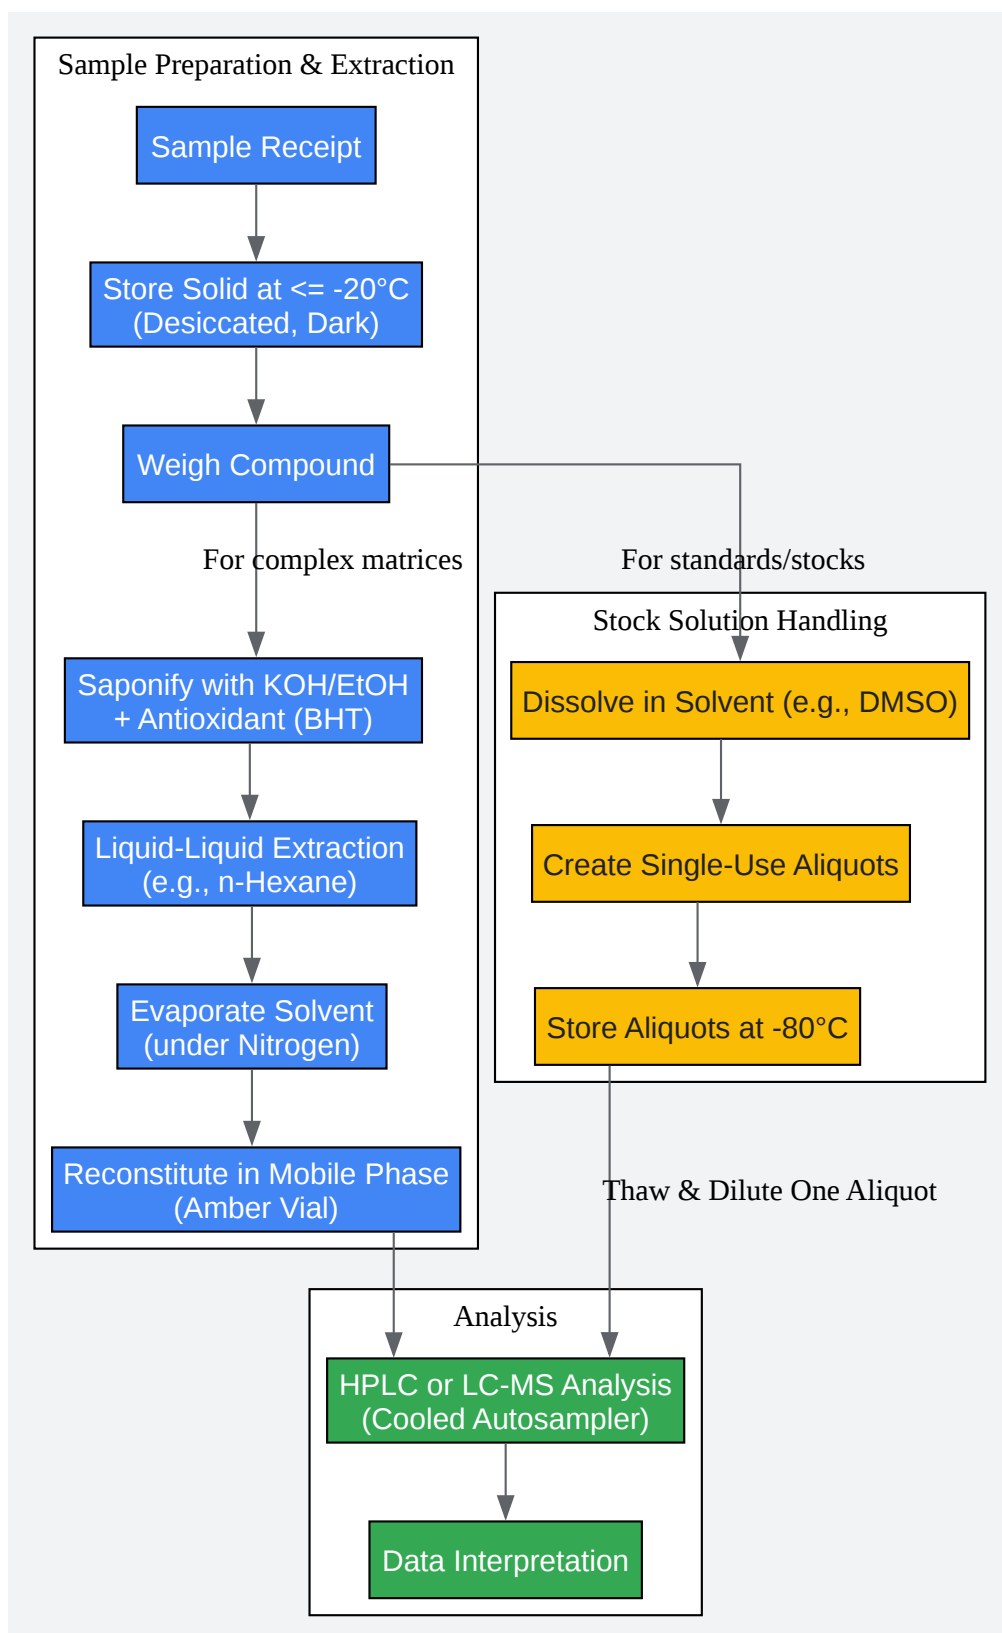 Sample Preparation & Extraction
Sample Receipt
Store Solid at <= -20°C
(Desiccated, Dark)
Weigh Compound
For complex matrices
For standards/stocks
Stock Solution Handling
Saponify with KOH/EtOH
+ Antioxidant (BHT)
Dissolve in Solvent (e.g., DMSO)
Liquid-Liquid Extraction
(e.g., n-Hexane)
Create Single-Use Aliquots
Evaporate Solvent
(under Nitrogen)
Store Aliquots at -80°C
Reconstitute in Mobile Phase
(Amber Vial)
Thaw & Dilute One Aliquot
Analysis
HPLC or LC-MS Analysis
(Cooled Autosampler)
Data Interpretation